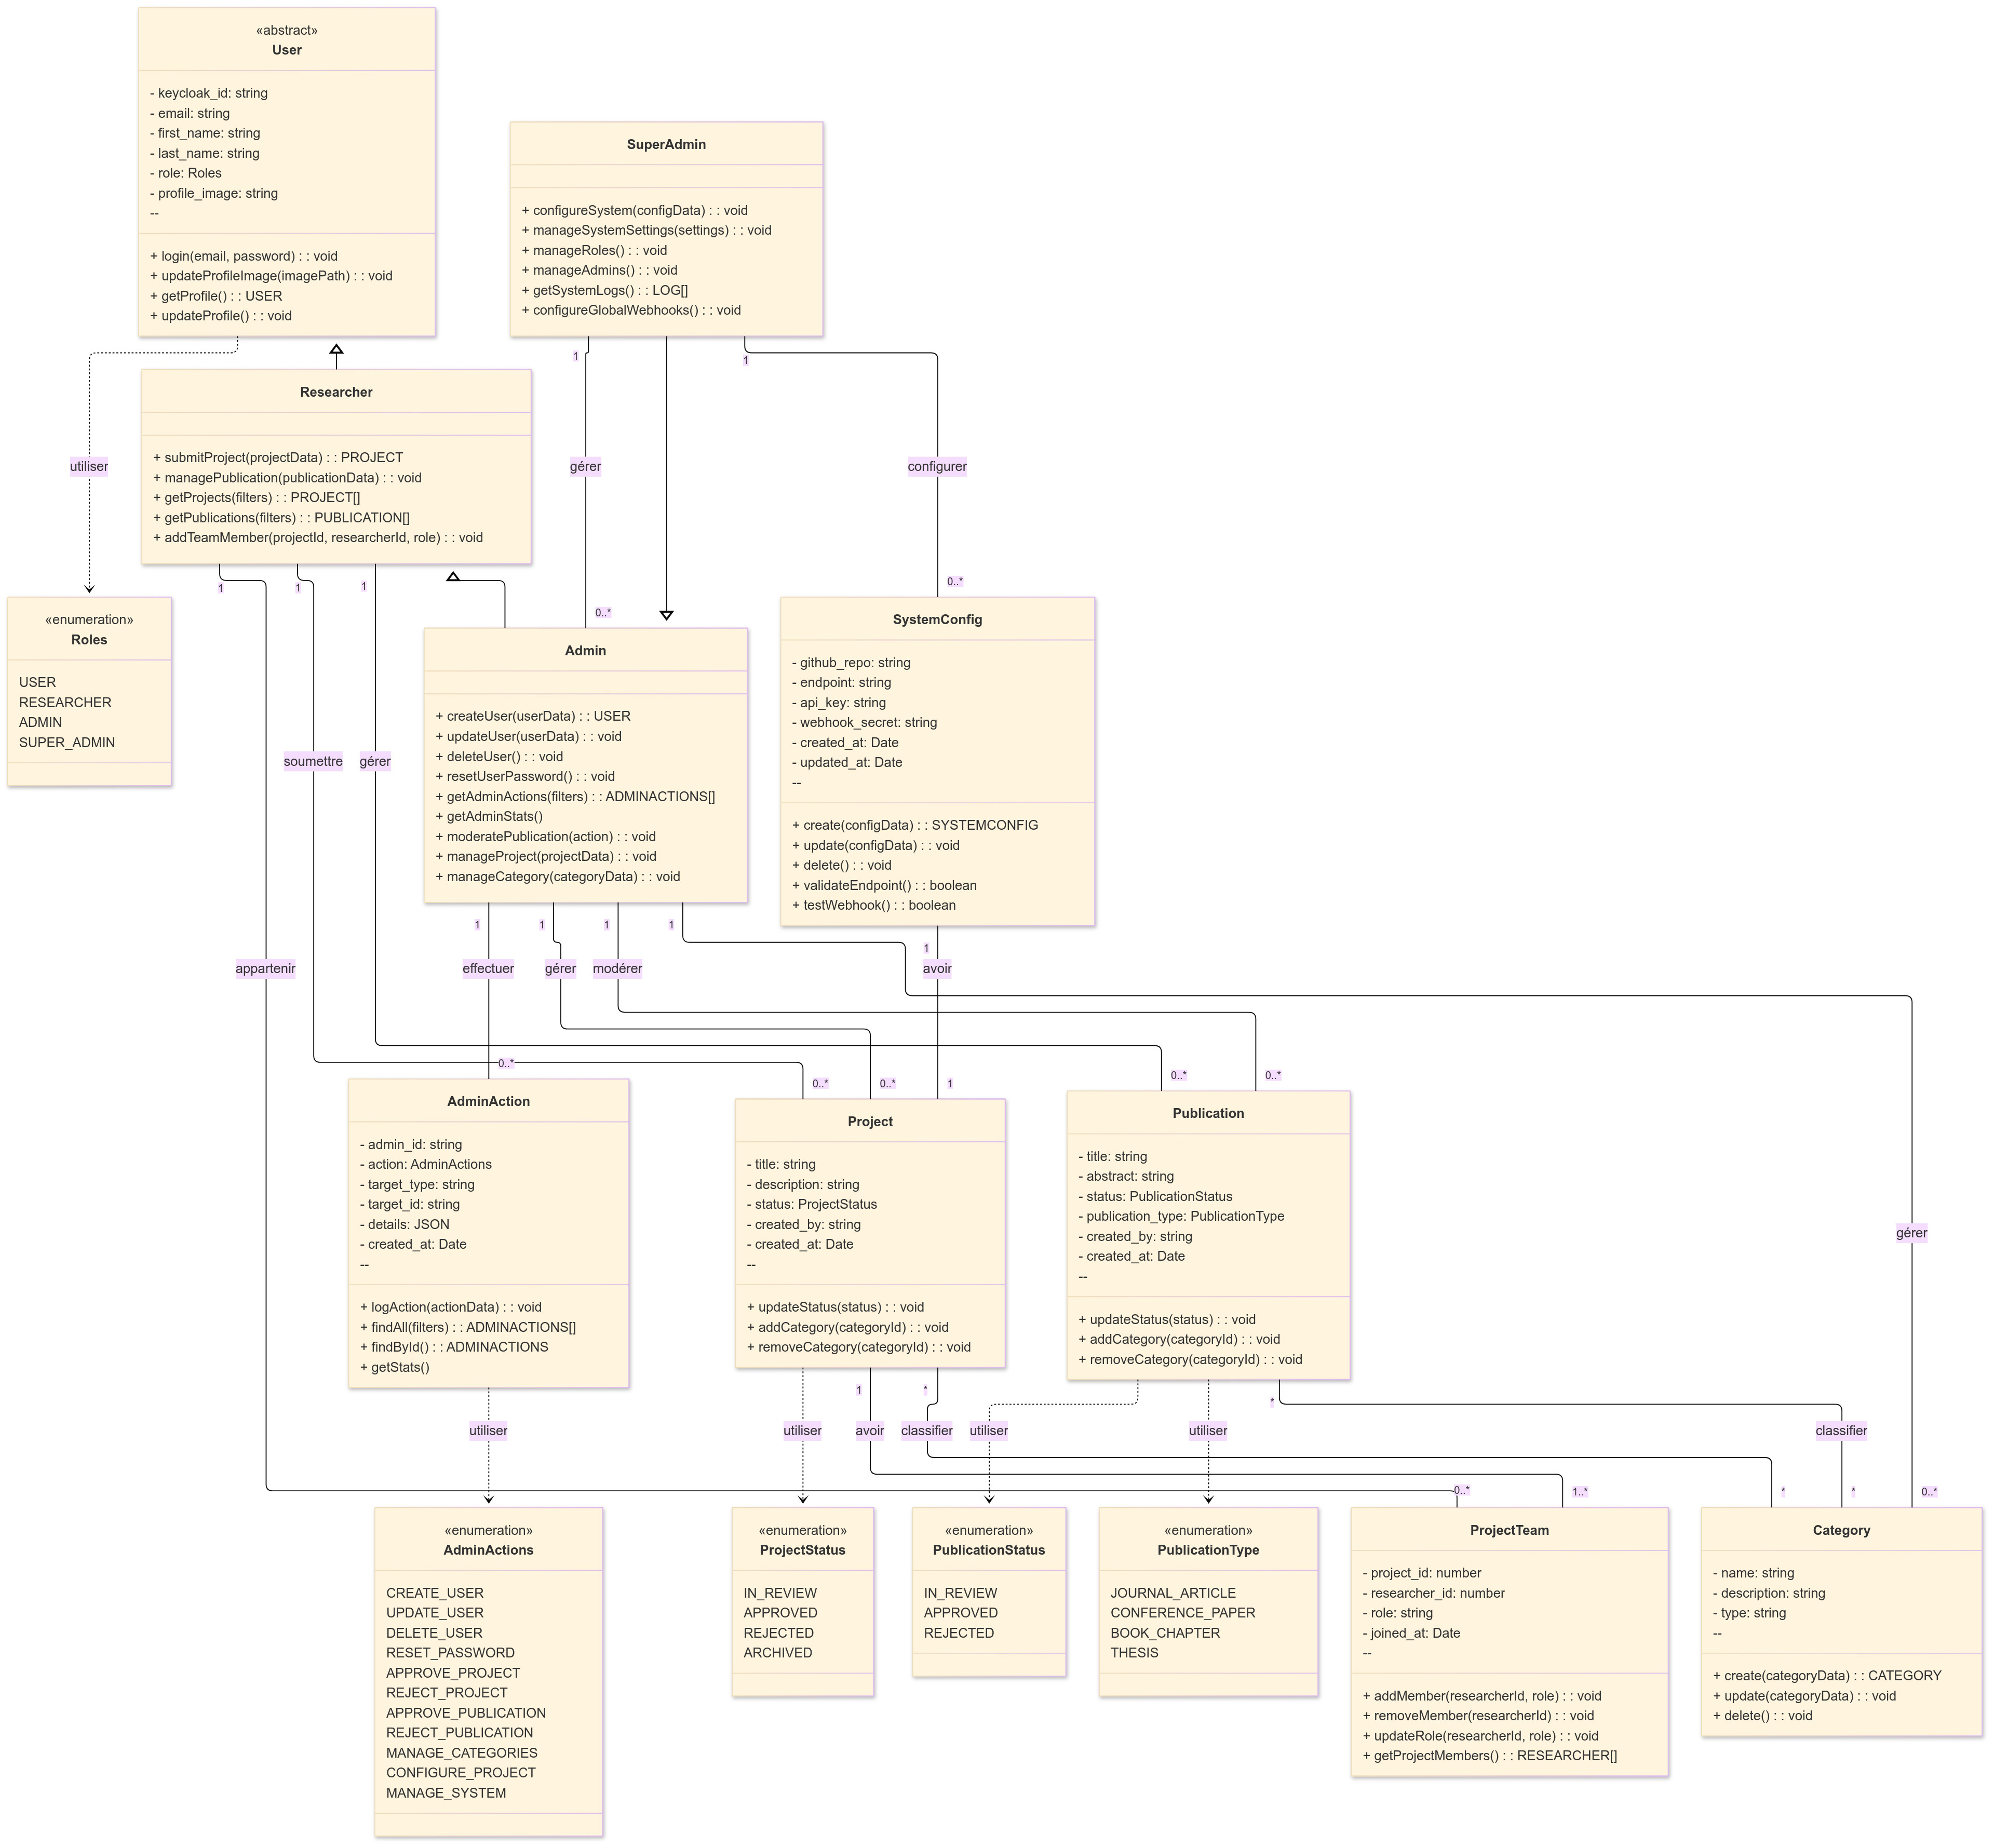 «abstract»
User
- keycloak_id: string
- email: string
- first_name: string
- last_name: string
- role: Roles
- profile_image: string
--
+ login(email, password) : : void
+ updateProfileImage(imagePath) : : void
+ getProfile() : : USER
+ updateProfile() : : void
SuperAdmin
+ configureSystem(configData) : : void
+ manageSystemSettings(settings) : : void
+ manageRoles() : : void
+ manageAdmins() : : void
+ getSystemLogs() : : LOG[]
+ configureGlobalWebhooks() : : void
1
1
Researcher
+ submitProject(projectData) : : PROJECT
+ managePublication(publicationData) : : void
+ getProjects(filters) : : PROJECT[]
+ getPublications(filters) : : PUBLICATION[]
+ addTeamMember(projectId, researcherId, role) : : void
utiliser
gérer
configurer
1
1
1
0..*
0..*
«enumeration»
Roles
USER
RESEARCHER
ADMIN
SUPER_ADMIN
Admin
+ createUser(userData) : : USER
+ updateUser(userData) : : void
+ deleteUser() : : void
+ resetUserPassword() : : void
+ getAdminActions(filters) : : ADMINACTIONS[]
+ getAdminStats()
+ moderatePublication(action) : : void
+ manageProject(projectData) : : void
+ manageCategory(categoryData) : : void
SystemConfig
- github_repo: string
- endpoint: string
- api_key: string
- webhook_secret: string
- created_at: Date
- updated_at: Date
--
+ create(configData) : : SYSTEMCONFIG
+ update(configData) : : void
+ delete() : : void
+ validateEndpoint() : : boolean
+ testWebhook() : : boolean
soumettre
gérer
1
1
1
1
1
appartenir
effectuer
gérer
modérer
avoir
0..*
0..*
0..*
1
0..*
0..*
AdminAction
- admin_id: string
- action: AdminActions
- target_type: string
- target_id: string
- details: JSON
- created_at: Date
--
+ logAction(actionData) : : void
+ findAll(filters) : : ADMINACTIONS[]
+ findById() : : ADMINACTIONS
+ getStats()
Project
- title: string
- description: string
- status: ProjectStatus
- created_by: string
- created_at: Date
--
+ updateStatus(status) : : void
+ addCategory(categoryId) : : void
+ removeCategory(categoryId) : : void
Publication
- title: string
- abstract: string
- status: PublicationStatus
- publication_type: PublicationType
- created_by: string
- created_at: Date
--
+ updateStatus(status) : : void
+ addCategory(categoryId) : : void
+ removeCategory(categoryId) : : void
gérer
1
*
*
utiliser
utiliser
avoir
classifier
utiliser
utiliser
classifier
0..*
1..*
*
*
0..*
«enumeration»
AdminActions
CREATE_USER
UPDATE_USER
DELETE_USER
RESET_PASSWORD
APPROVE_PROJECT
REJECT_PROJECT
APPROVE_PUBLICATION
REJECT_PUBLICATION
MANAGE_CATEGORIES
CONFIGURE_PROJECT
MANAGE_SYSTEM
«enumeration»
ProjectStatus
IN_REVIEW
APPROVED
REJECTED
ARCHIVED
«enumeration»
PublicationStatus
IN_REVIEW
APPROVED
REJECTED
«enumeration»
PublicationType
JOURNAL_ARTICLE
CONFERENCE_PAPER
BOOK_CHAPTER
THESIS
ProjectTeam
- project_id: number
- researcher_id: number
- role: string
- joined_at: Date
--
+ addMember(researcherId, role) : : void
+ removeMember(researcherId) : : void
+ updateRole(researcherId, role) : : void
+ getProjectMembers() : : RESEARCHER[]
Category
- name: string
- description: string
- type: string
--
+ create(categoryData) : : CATEGORY
+ update(categoryData) : : void
+ delete() : : void